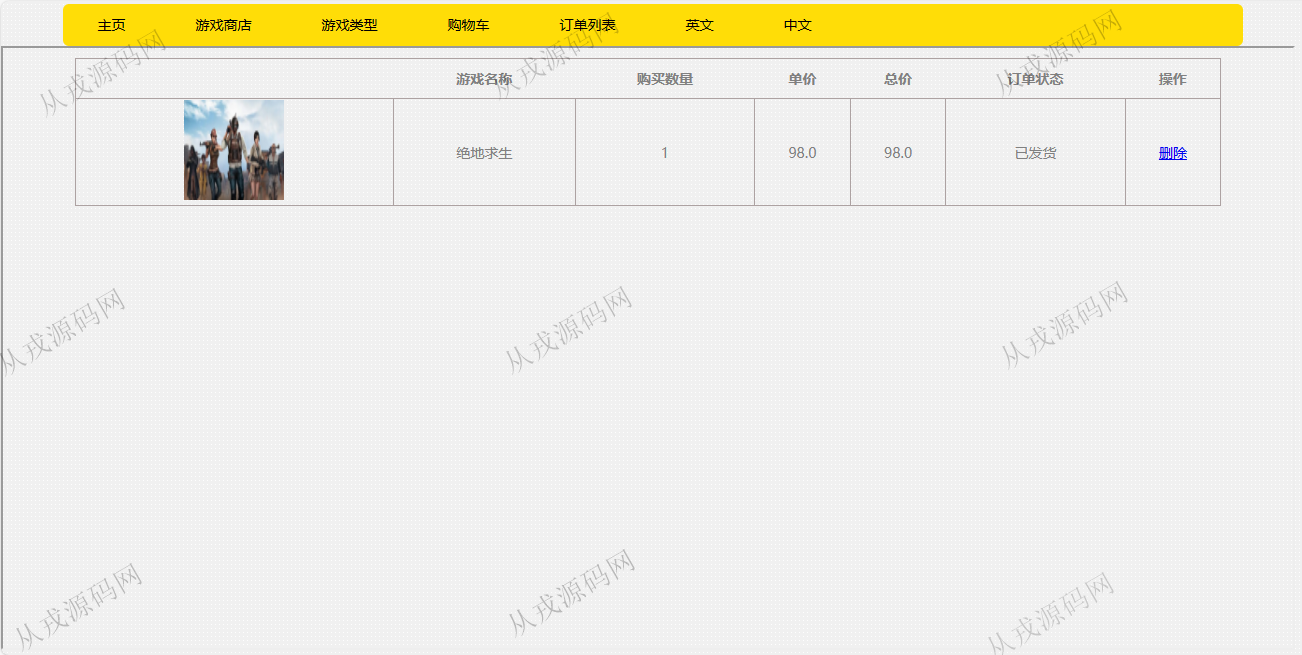 主页 游戏商店 游戏类型 购物车 订单列表 英文 中文
游戏名称 购买数量 单价 总价 订单状态 操作
绝地求生 1 98.0 98.0 已发货 删除
从戎源码网
从戎源码网
从戎源码网
从戎源码网
从戎源码网
从戎源码网
从戎源码网
从戎源码网
从戎源码网